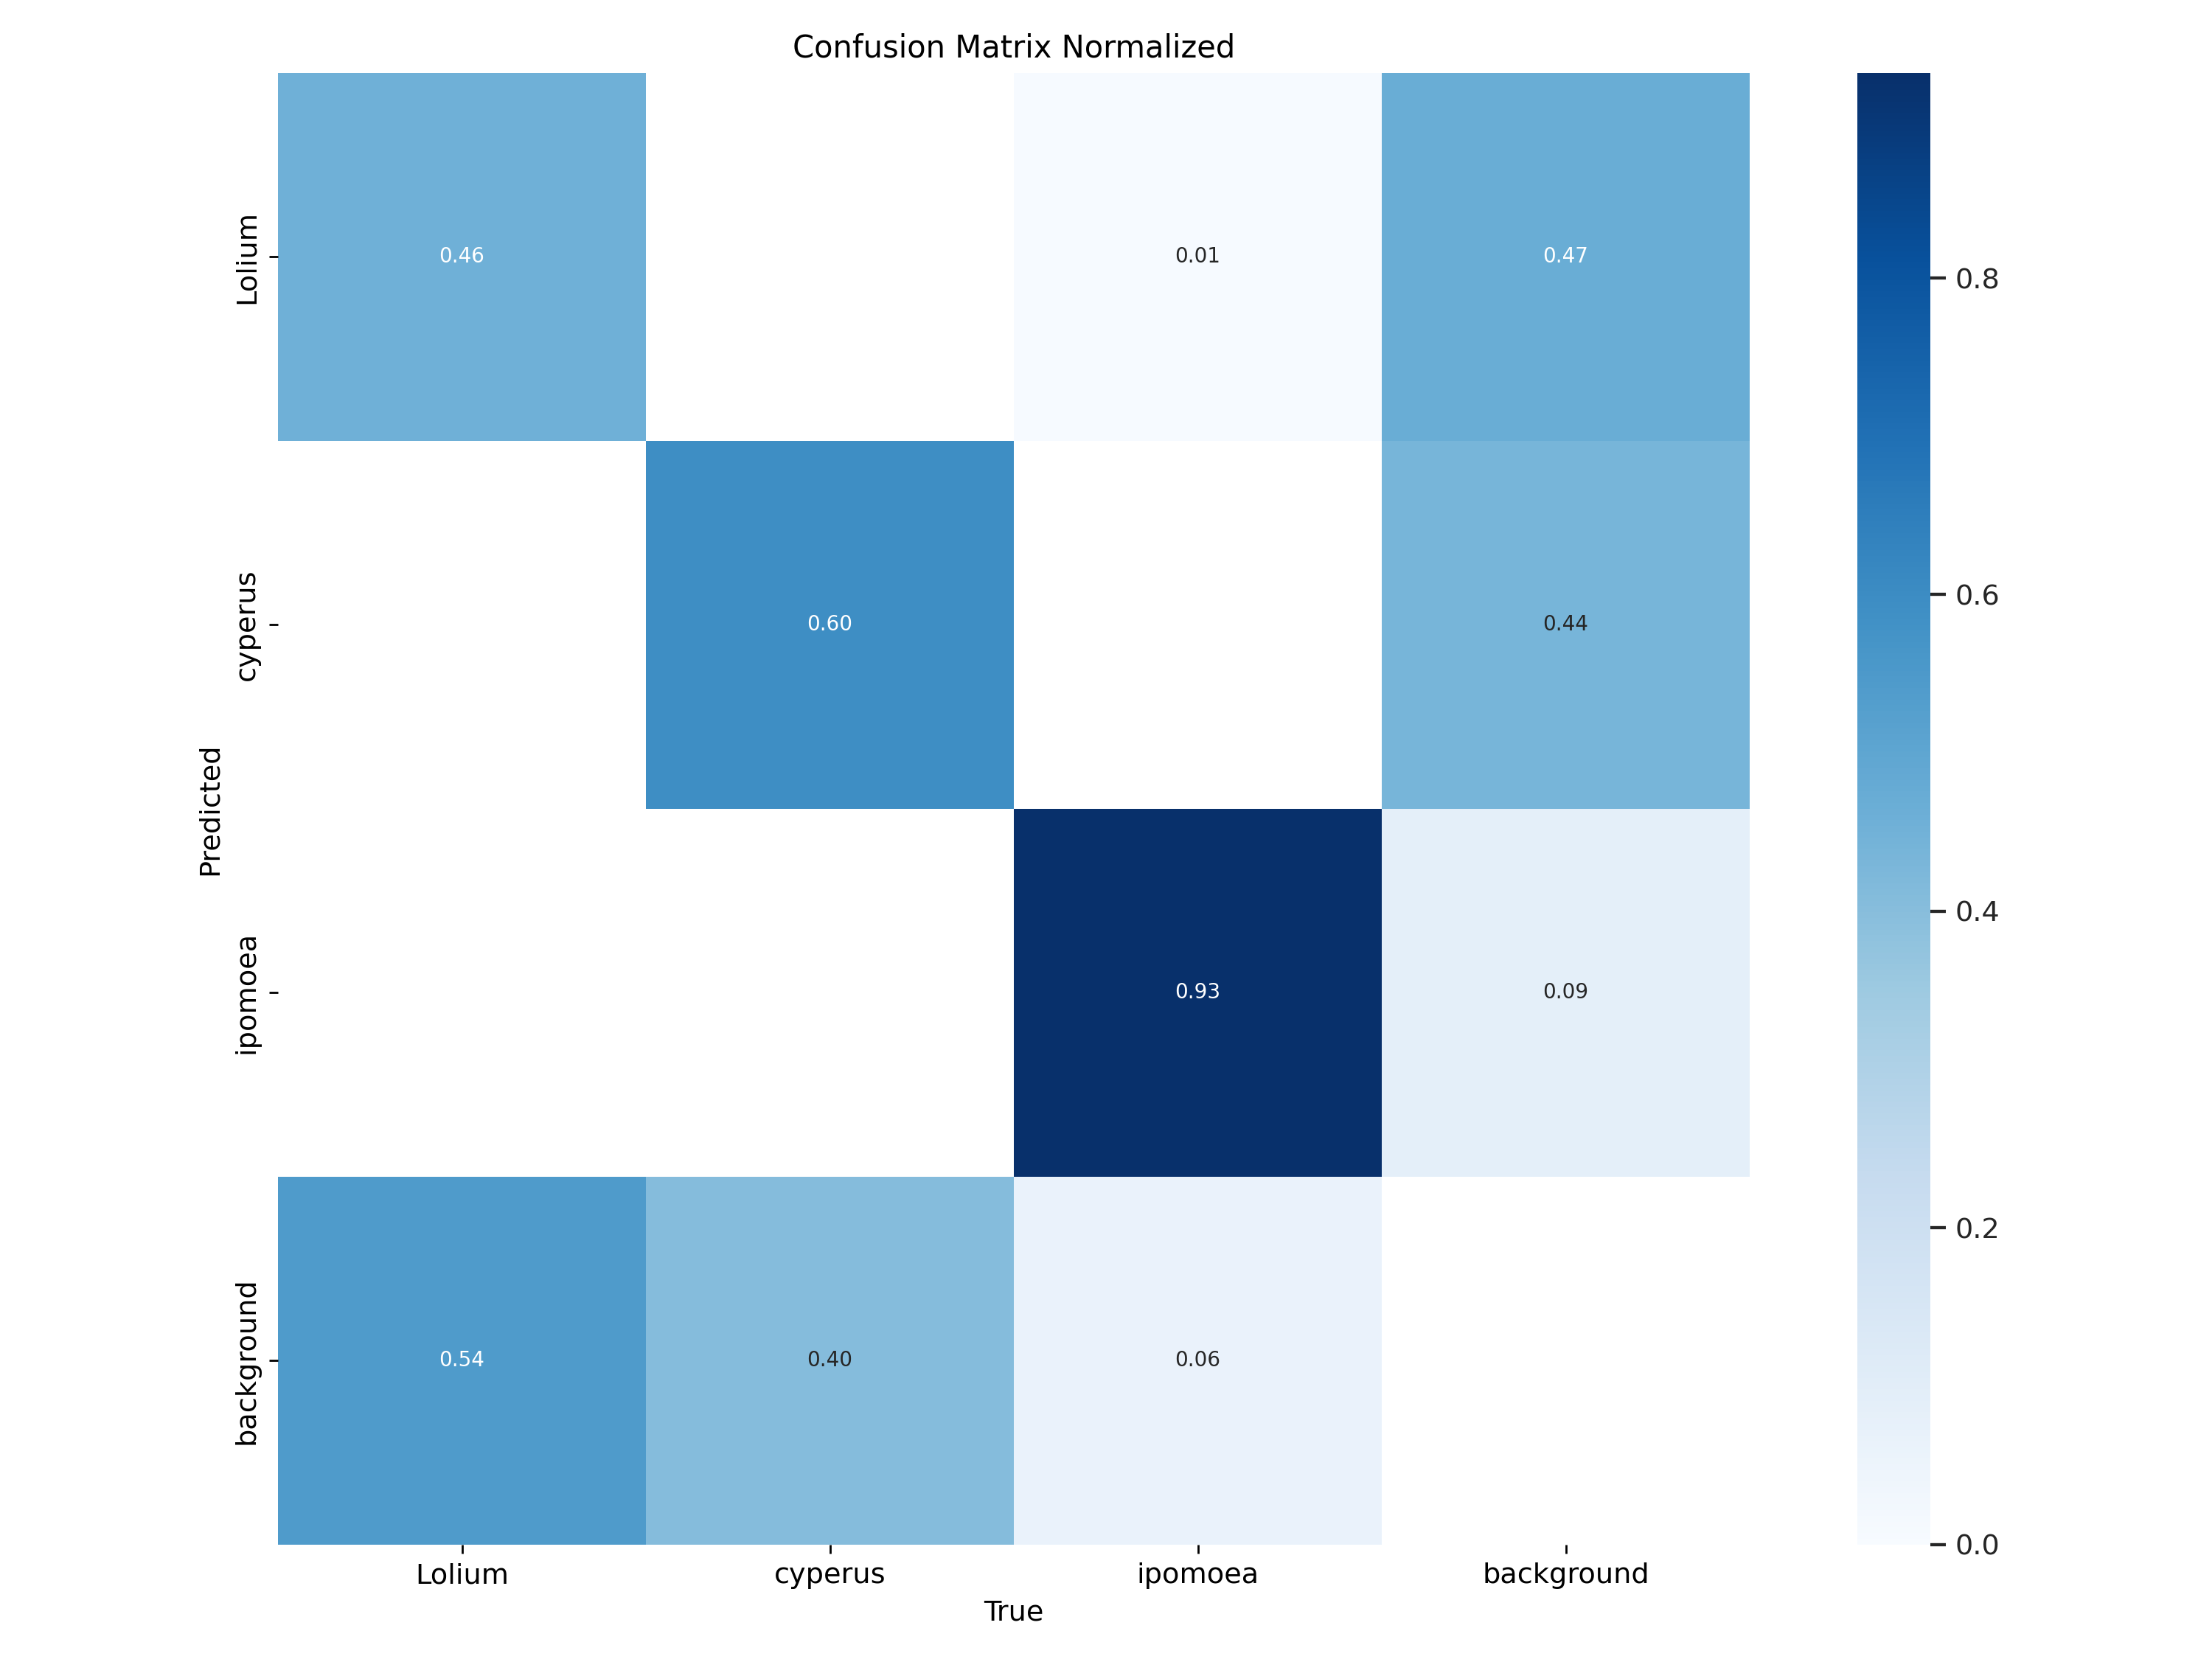 Confusion Matrix Normalized
Lolium
0.46
0.01
0.47
cyperus
0.60
0.44
ipomoea
0.93
0.09
background
0.54
0.40
0.06
Predicted
Lolium
cyperus
ipomoea
background
True
0.8
0.6
0.4
0.2
0.0